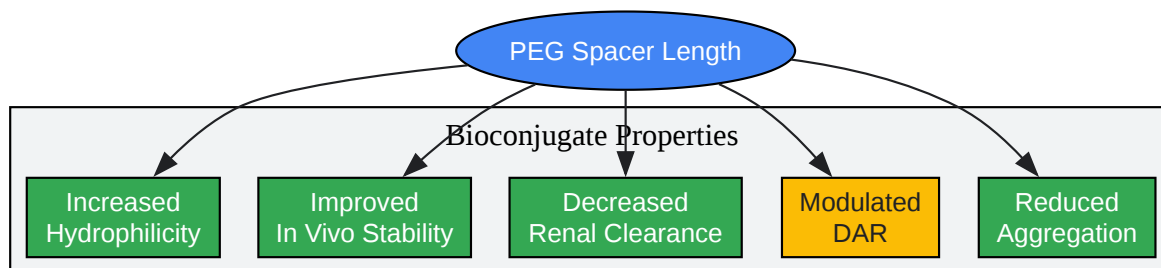 PEG Spacer Length
Bioconjugate Properties
Increased
Hydrophilicity
Improved
In Vivo Stability
Decreased
Renal Clearance
Modulated
DAR
Reduced
Aggregation